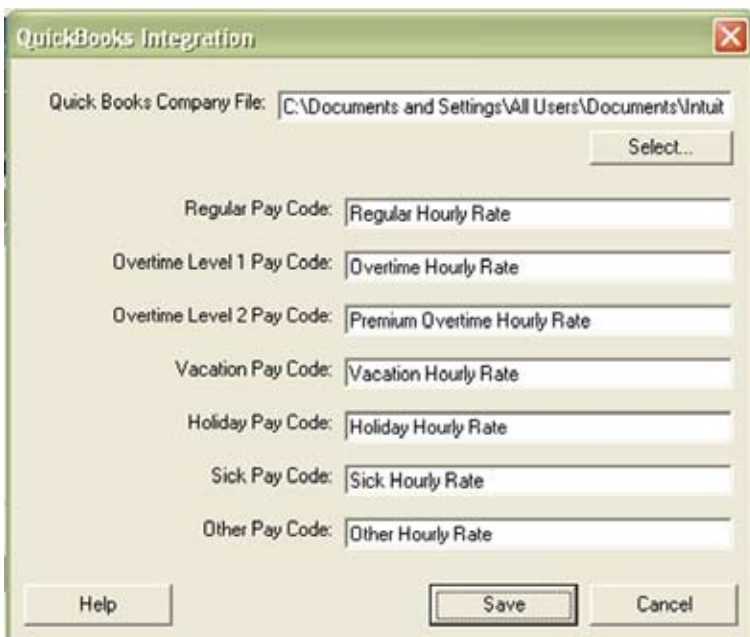 QuickBooks Integration
Quick Books Company File: C:\Documents and Settings\All Users\Documents\Intuit
Select...
Regular Pay Code: Regular Hourly Rate
Overtime Level 1 Pay Code: Overtime Hourly Rate
Overtime Level 2 Pay Code: Premium Overtime Hourly Rate
Vacation Pay Code: Vacation Hourly Rate
Holiday Pay Code: Holiday Hourly Rate
Sick Pay Code: Sick Hourly Rate
Other Pay Code: Other Hourly Rate
Help Save Cancel